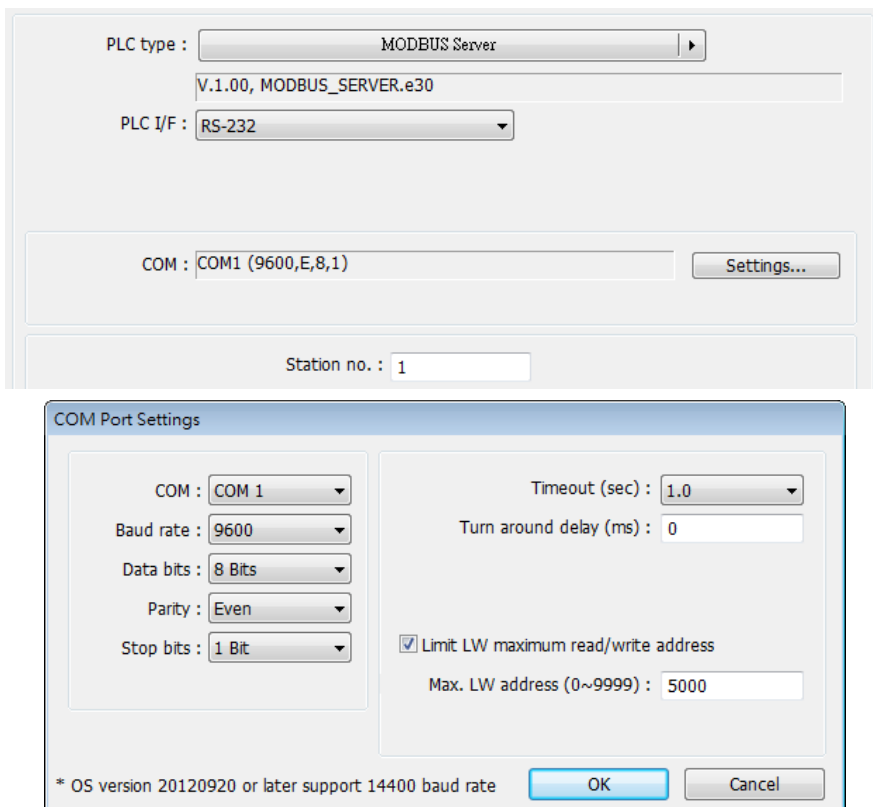 PLC type : MODBUS Server
V.1.00, MODBUS_SERVER.e30
PLC I/F : RS-232
COM : COM1 (9600,E,8,1) Settings...
Station no. : 1
COM Port Settings
COM : COM 1
Timeout (sec) : 1.0
Baud rate : 9600
Turn around delay (ms) : 0
Data bits : 8 Bits
Parity : Even
Stop bits : 1 Bit
Limit LW maximum read/write address
Max. LW address (0~9999) : 5000
* OS version 20120920 or later support 14400 baud rate
OK Cancel